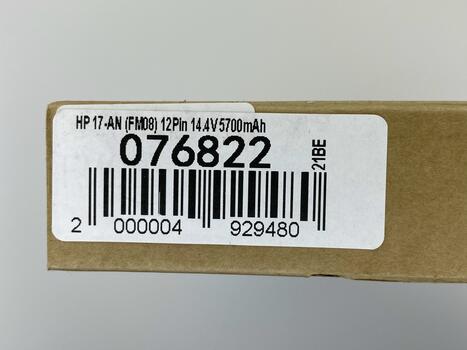 HP 17-AN (FM08) 12Pin 14.4V 5700mAh
076822
21BE
2 000004 929480